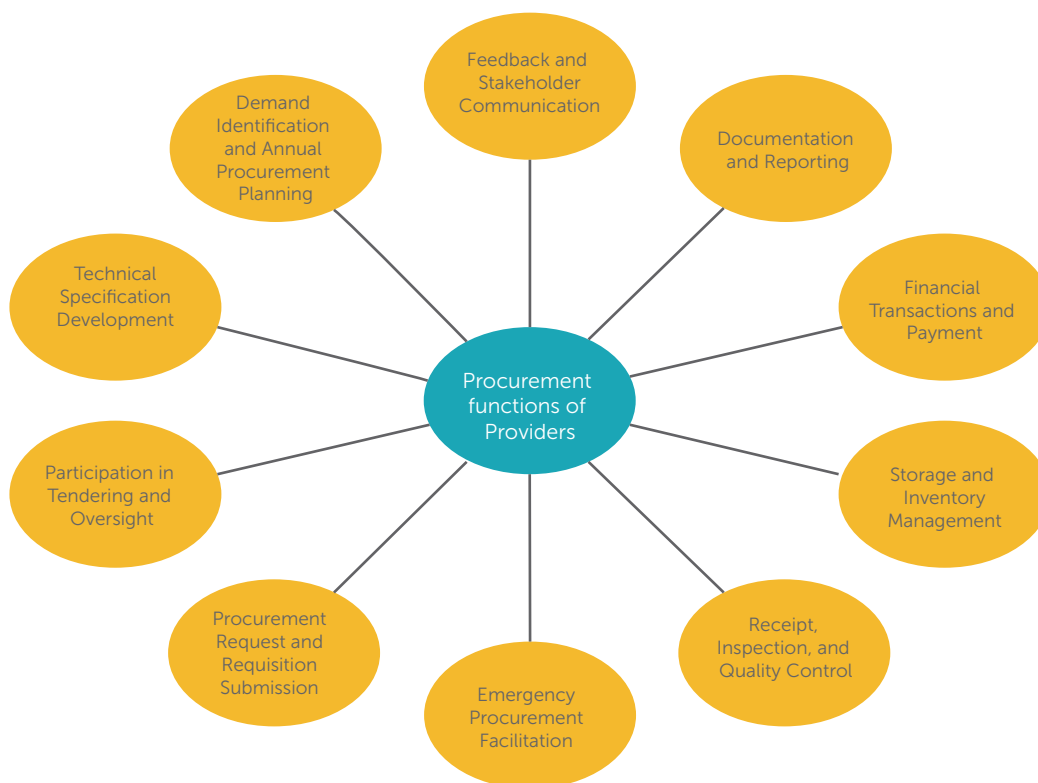 Feedback and
Stakeholder
Communication
Documentation
and Reporting
Financial
Transactions and
Payment
Storage and
Inventory
Management
Receipt,
Inspection, and
Quality Control
Emergency
Procurement
Facilitation
Procurement
Request and
Requisition
Submission
Participation in
Tendering and
Oversight
Technical
Specification
Development
Demand
Identification
and Annual
Procurement
Planning
Procurement
functions of
Providers